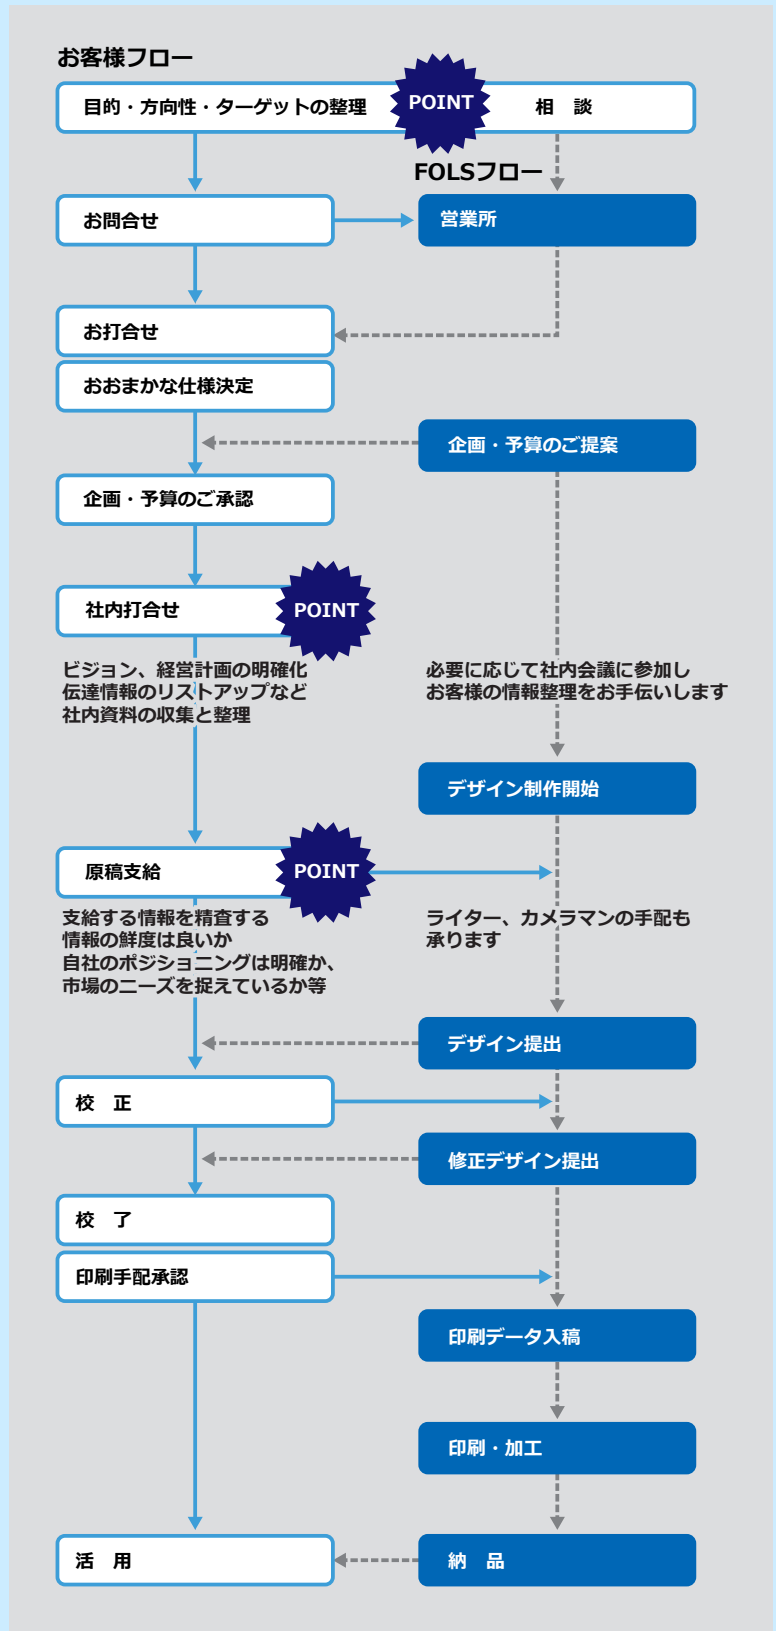 お客様フロー
目的・方向性・ターゲットの整理
POINT
相　談
FOLSフロー
お問合せ
営業所
お打合せ
おおまかな仕様決定
企画・予算のご提案
企画・予算のご承認
社内打合せ
POINT
ビジョン、経営計画の明確化
伝達情報のリストアップなど
社内資料の収集と整理
必要に応じて社内会議に参加し
お客様の情報整理をお手伝いします
デザイン制作開始
原稿支給
POINT
支給する情報を精査する
情報の鮮度は良いか
自社のポジショニングは明確か、
市場のニーズを捉えているか等
ライター、カメラマンの手配も
承ります
デザイン提出
校　正
修正デザイン提出
校　了
印刷手配承認
印刷データ入稿
印刷・加工
活　用
納　品